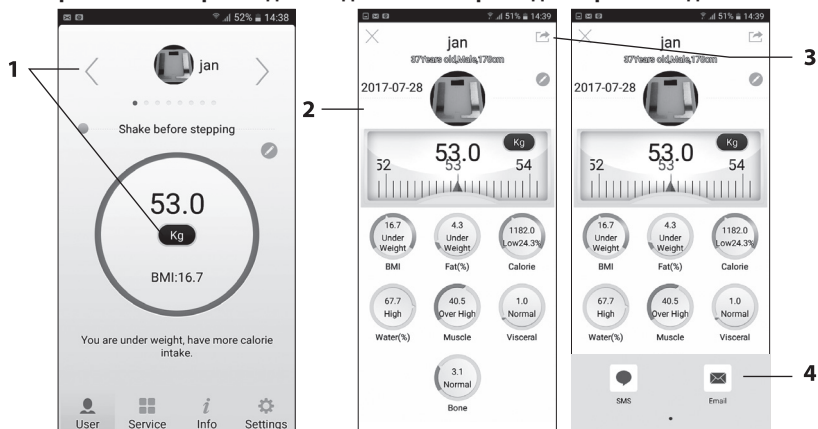 52% 14:38
jan
Shake before stepping
53.0
Kg
BMI:16.7
You are under weight, have more calorie
intake.
User Service Info Settings
1
51% 14:39
jan
37Years old,Male,170cm
2017-07-28
Kg
53.0
52 53 54
16.7 4.3 1182.0
Under Under Low24.3%
Weight Weight
BMI Fat(%) Calorie
67.7 40.5 1.0
High Over High Normal
Water(%) Muscle Visceral
3.1
Normal
Bone
2
51% 14:39
jan
37Years old,Male,170cm
2017-07-28
Kg
53.0
52 53 54
16.7 4.3 1182.0
Under Under Low24.3%
Weight Weight
BMI Fat(%) Calorie
67.7 40.5 1.0
High Over High Normal
Water(%) Muscle Visceral
SMS Email
3
4